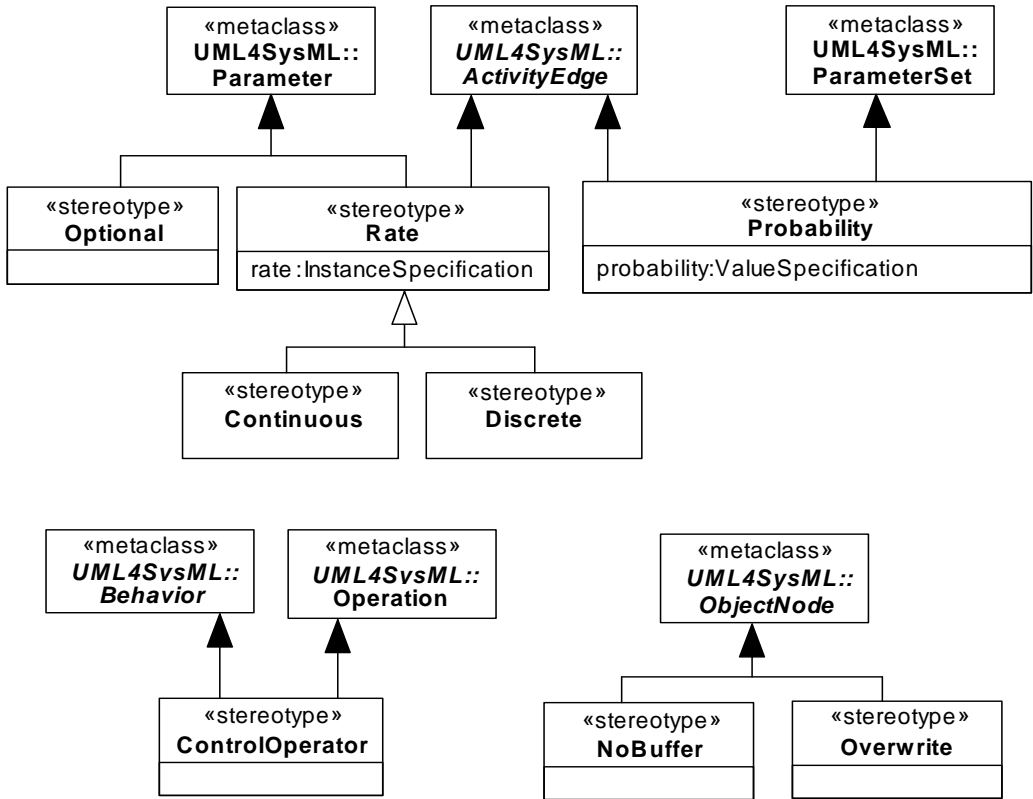 «metaclass»
UML4SysML::
Parameter
«metaclass»
UML4SysML::
ActivityEdge
«metaclass»
UML4SysML::
ParameterSet
«stereotype»
Optional
«stereotype»
Rate
rate:InstanceSpecification
«stereotype»
Probability
probability:ValueSpecification
«stereotype»
Continuous
«stereotype»
Discrete
«metaclass»
UML4SysML::
Behavior
«metaclass»
UML4SysML::
Operation
«metaclass»
UML4SysML::
ObjectNode
«stereotype»
ControlOperator
«stereotype»
NoBuffer
«stereotype»
Overwrite